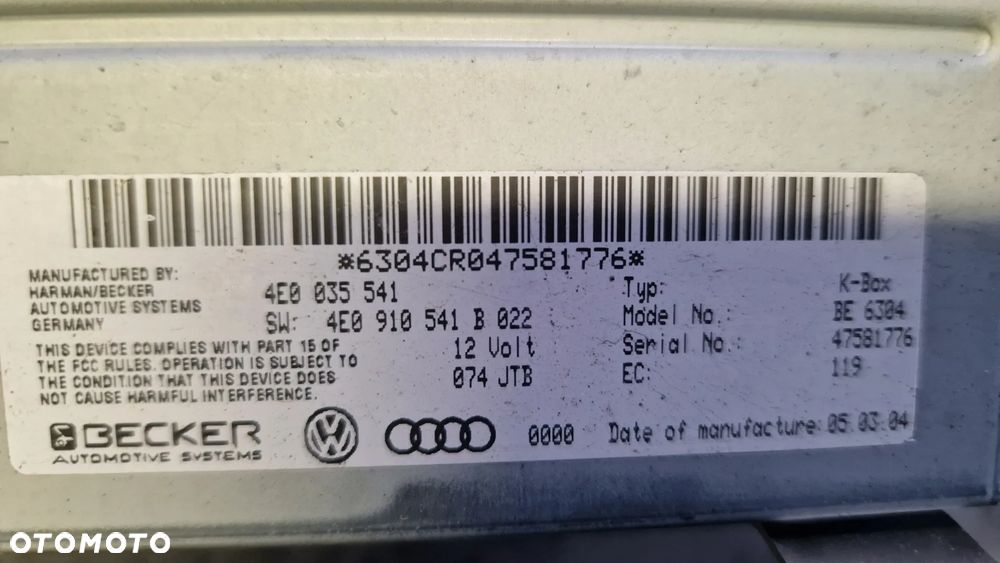 *6304CR047581776*
MANUFACTURED BY:
HARMAN/BECKER
AUTOMOTIVE SYSTEMS
GERMANY
4E0 035 541
SW: 4E0 910 541 B 022
12 Volt
074 JTB
Typ: K-Box
Model No.: BE 6304
Serial No.: 47581776
EC: 119
THIS DEVICE COMPLIES WITH PART 15 OF
THE FCC RULES. OPERATION IS SUBJECT TO
THE CONDITION THAT THIS DEVICE DOES
NOT CAUSE HARMFUL INTERFERENCE.
BECKER
AUTOMOTIVE SYSTEMS
0000
Date of manufacture: 05.03.04
OTOMOTO